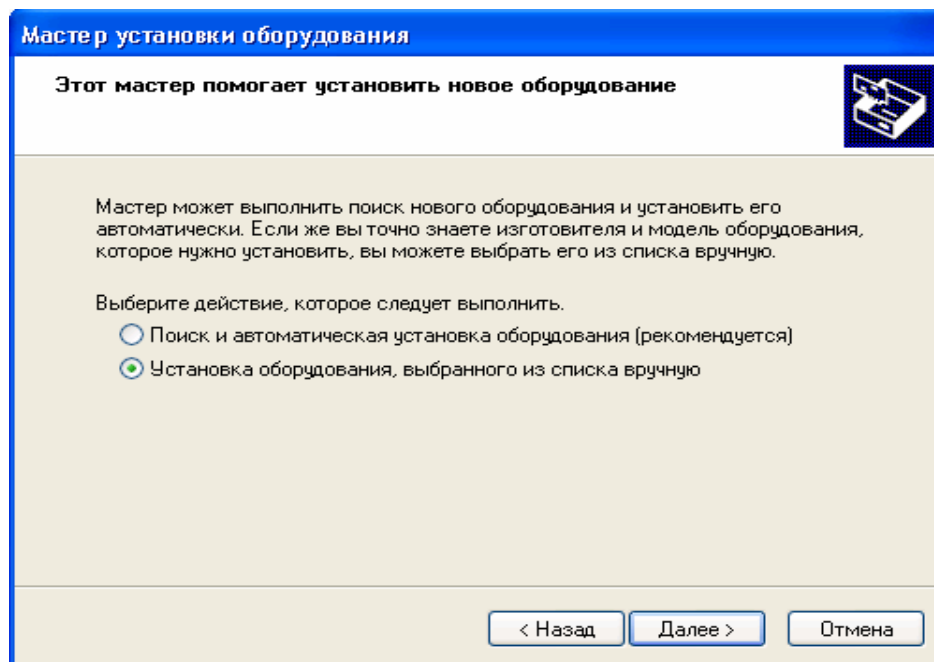 Мастер установки оборудования
Этот мастер помогает установить новое оборудование
Мастер может выполнить поиск нового оборудования и установить его
автоматически. Если же вы точно знаете изготовителя и модель оборудования,
которое нужно установить, вы можете выбрать его из списка вручную.
Выберите действие, которое следует выполнить.
Поиск и автоматическая установка оборудования (рекомендуется)
Установка оборудования, выбранного из списка вручную
< Назад
Далее >
Отмена